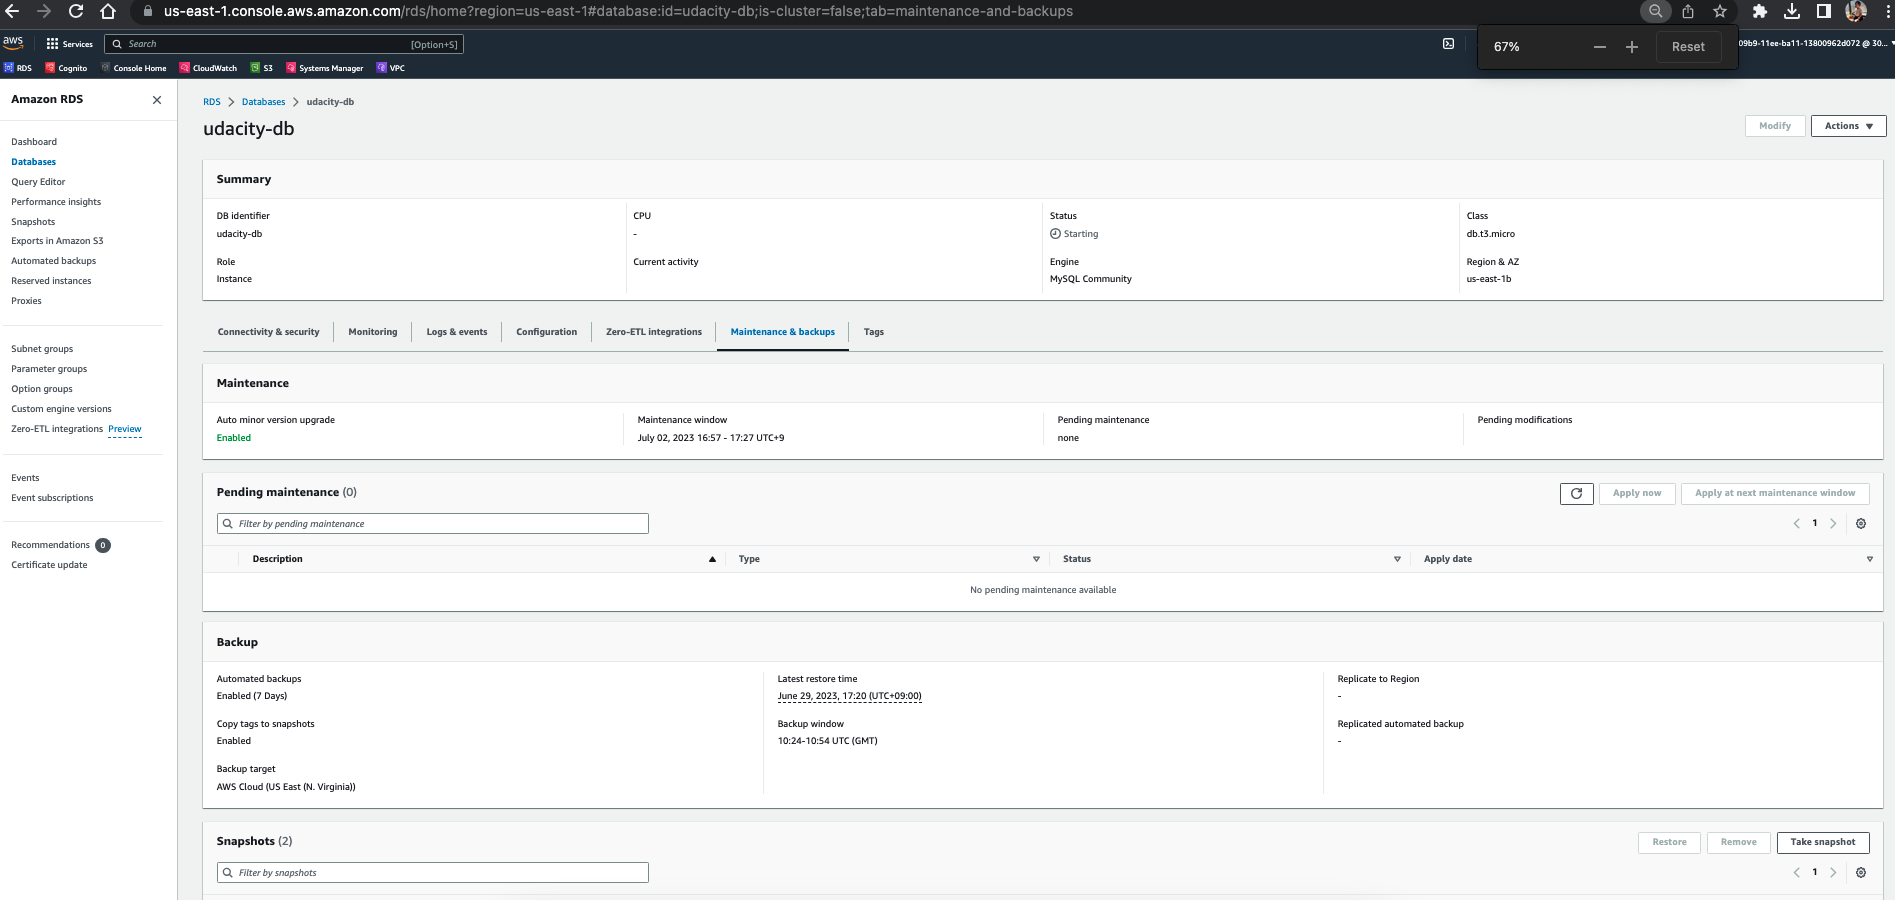 us-east-1.console.aws.amazon.com/rds/home?region=us-east-1#database:id=udacity-db;is-cluster=false;tab=maintenance-and-backups
aws
Services
Search
[Option+S]
67%
Reset
09b9-11ee-ba11-13800962d072 @ 30...
RDS
Cognito
Console Home
CloudWatch
S3
Systems Manager
VPC
Amazon RDS
Dashboard
Databases
Query Editor
Performance insights
Snapshots
Exports in Amazon S3
Automated backups
Reserved instances
Proxies
Subnet groups
Parameter groups
Option groups
Custom engine versions
Zero-ETL integrations Preview
Events
Event subscriptions
Recommendations 0
Certificate update
RDS > Databases > udacity-db
udacity-db
Modify
Actions
Summary
DB identifier
udacity-db
CPU
-
Status
Starting
Class
db.t3.micro
Role
Instance
Current activity
Engine
MySQL Community
Region & AZ
us-east-1b
Connectivity & security
Monitoring
Logs & events
Configuration
Zero-ETL integrations
Maintenance & backups
Tags
Maintenance
Auto minor version upgrade
Enabled
Maintenance window
July 02, 2023 16:57 - 17:27 UTC+9
Pending maintenance
none
Pending modifications
Pending maintenance (0)
Apply now
Apply at next maintenance window
Filter by pending maintenance
1
Description
Type
Status
Apply date
No pending maintenance available
Backup
Automated backups
Enabled (7 Days)
Latest restore time
June 29, 2023, 17:20 (UTC+09:00)
Replicate to Region
-
Copy tags to snapshots
Enabled
Backup window
10:24-10:54 UTC (GMT)
Replicated automated backup
-
Backup target
AWS Cloud (US East (N. Virginia))
Snapshots (2)
Restore
Remove
Take snapshot
Filter by snapshots
1